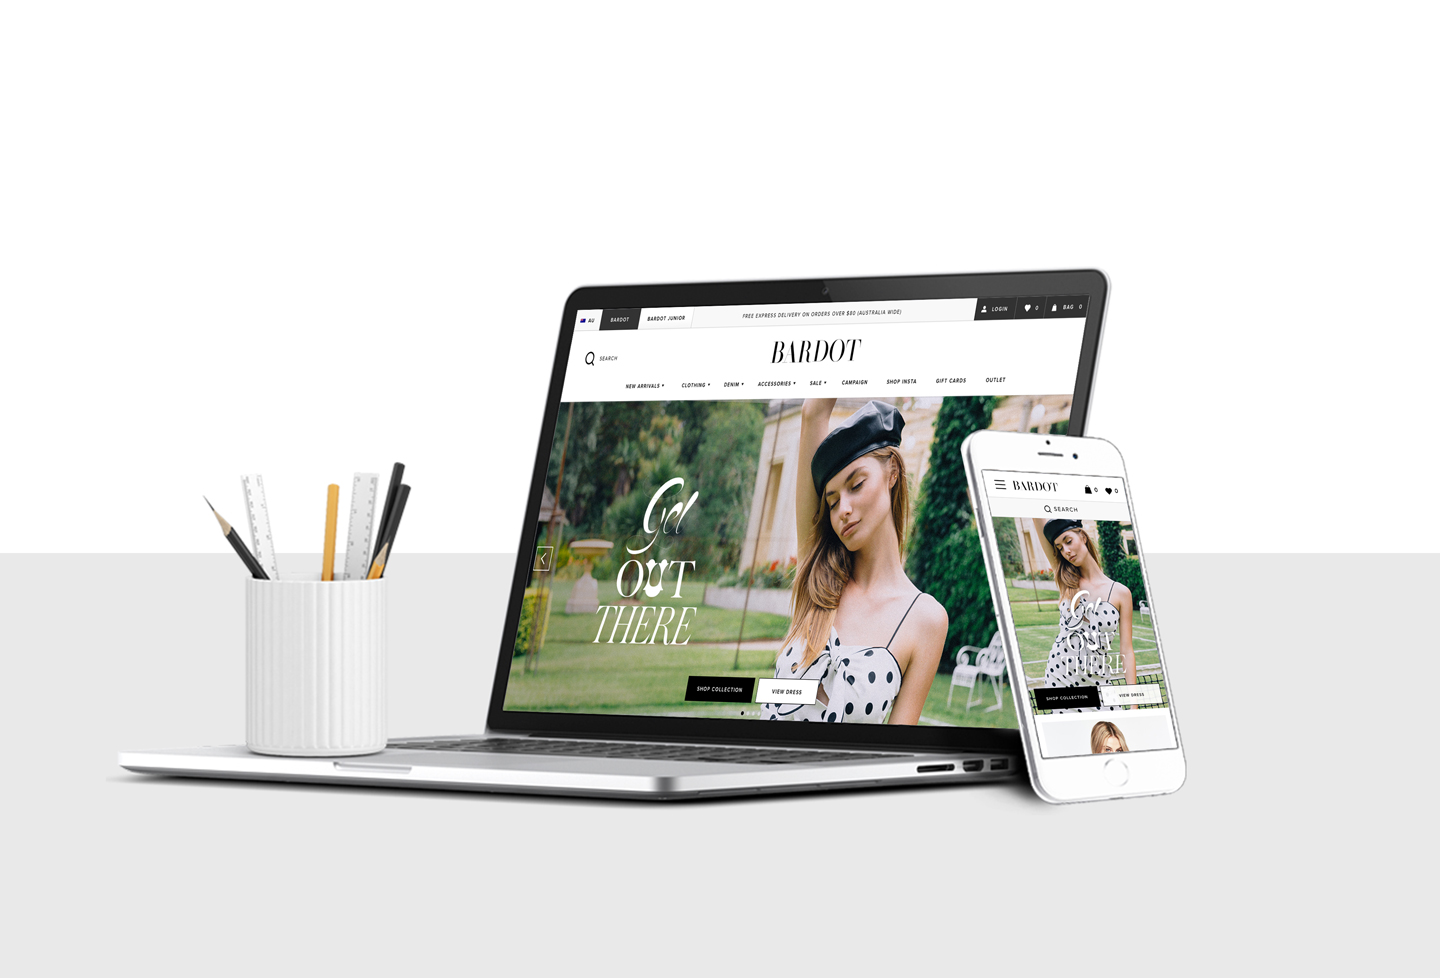 AU BARDOT BARDOT JUNIOR FREE EXPRESS DELIVERY ON ORDERS OVER $80 (AUSTRALIA WIDE) LOGIN 0 BAG 0
SEARCH
BARDOT
NEW ARRIVALS CLOTHING DENIM ACCESSORIES SALE CAMPAIGN SHOP INSTA GIFT CARDS OUTLET
Get
OUT
THERE
SHOP COLLECTION VIEW DRESS
BARDOT 0 0
SEARCH
Get
OUT
THERE
SHOP COLLECTION VIEW DRESS